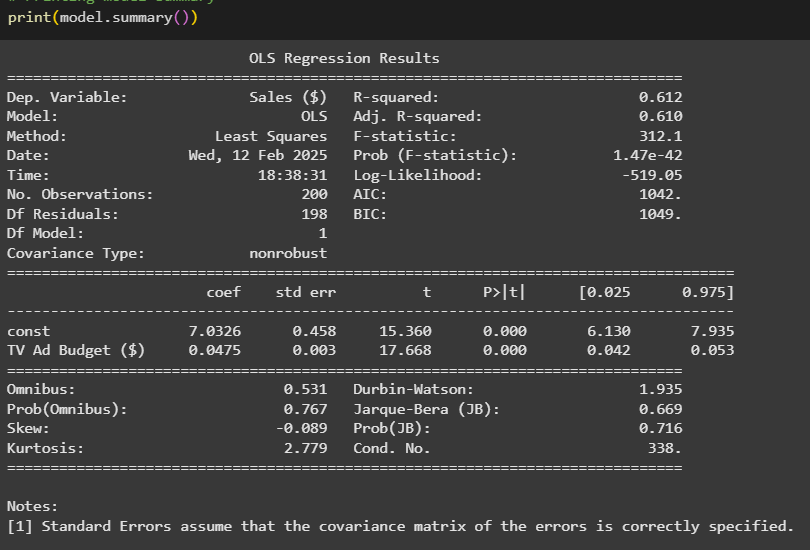 print(model.summary())
OLS Regression Results
==============================================================================
Dep. Variable: Sales ($) R-squared: 0.612
Model: OLS Adj. R-squared: 0.610
Method: Least Squares F-statistic: 312.1
Date: Wed, 12 Feb 2025 Prob (F-statistic): 1.47e-42
Time: 18:38:31 Log-Likelihood: -519.05
No. Observations: 200 AIC: 1042.
Df Residuals: 198 BIC: 1049.
Df Model: 1
Covariance Type: nonrobust
====================================================================================
coef std err t P>|t| [0.025 0.975]
------------------------------------------------------------------------------------
const 7.0326 0.458 15.360 0.000 6.130 7.935
TV Ad Budget ($) 0.0475 0.003 17.668 0.000 0.042 0.053
==============================================================================
Omnibus: 0.531 Durbin-Watson: 1.935
Prob(Omnibus): 0.767 Jarque-Bera (JB): 0.669
Skew: -0.089 Prob(JB): 0.716
Kurtosis: 2.779 Cond. No. 338.
==============================================================================
Notes:
[1] Standard Errors assume that the covariance matrix of the errors is correctly specified.